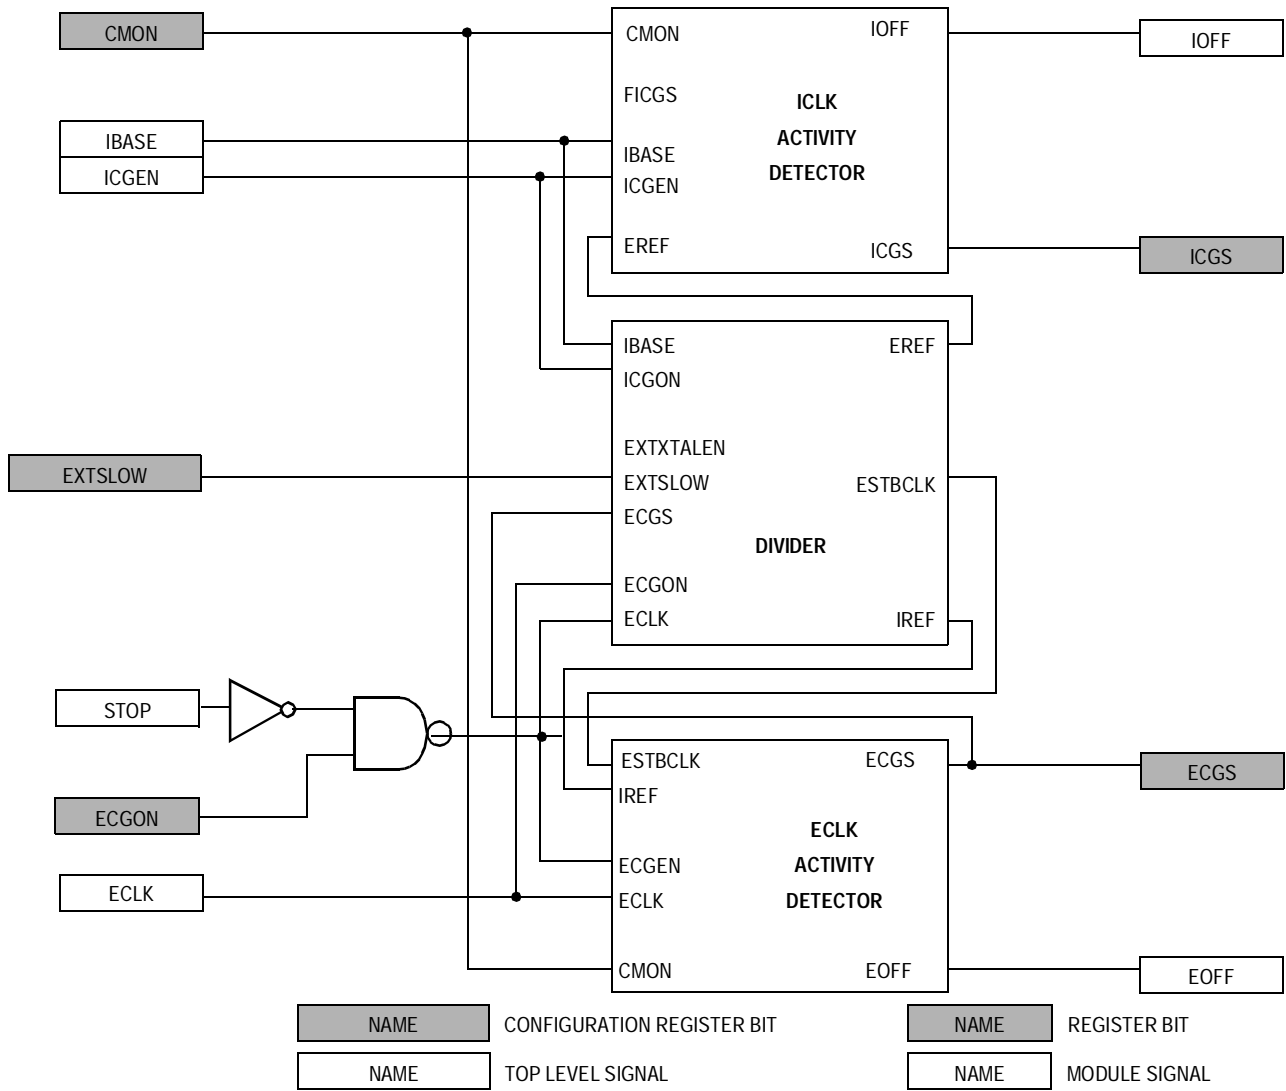 CMON
CMON
IOFF
IOFF
FICGS
ICLK
ACTIVITY
DETECTOR
IBASE
IBASE
ICGEN
ICGEN
EREF
ICGS
ICGS
IBASE
EREF
ICGON
EXTXTALEN
EXTSLOW
EXTSLOW
ESTBCLK
ECGS
DIVIDER
ECGON
ECLK
IREF
STOP
ESTBCLK
ECGS
ECGS
IREF
ECGON
ECLK
ACTIVITY
DETECTOR
ECGEN
ECLK
ECLK
CMON
EOFF
EOFF
NAME CONFIGURATION REGISTER BIT
NAME REGISTER BIT
NAME TOP LEVEL SIGNAL
NAME MODULE SIGNAL